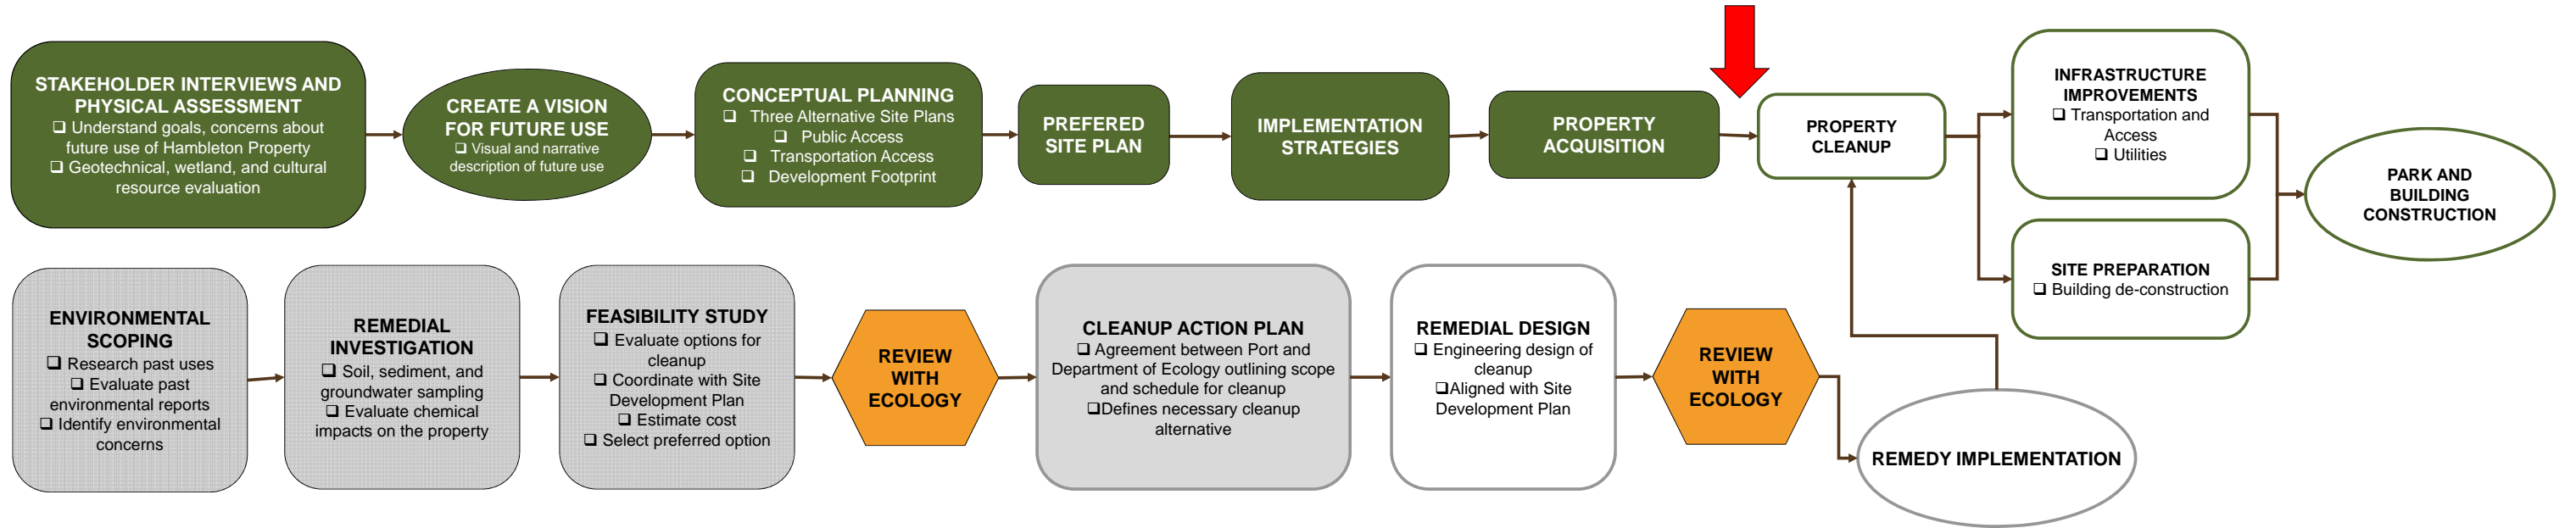 STAKEHOLDER INTERVIEWS AND
PHYSICAL ASSESSMENT
❑ Understand goals, concerns about
future use of Hambleton Property
❑ Geotechnical, wetland, and cultural
resource evaluation
CREATE A VISION
FOR FUTURE USE
❑ Visual and narrative
description of future use
CONCEPTUAL PLANNING
❑ Three Alternative Site Plans
❑ Public Access
❑ Transportation Access
❑ Development Footprint
PREFERED
SITE PLAN
IMPLEMENTATION
STRATEGIES
PROPERTY
ACQUISITION
PROPERTY
CLEANUP
INFRASTRUCTURE
IMPROVEMENTS
❑ Transportation and
Access
❑ Utilities
SITE PREPARATION
❑ Building de-construction
PARK AND
BUILDING
CONSTRUCTION
ENVIRONMENTAL
SCOPING
❑ Research past uses
❑ Evaluate past
environmental reports
❑ Identify environmental
concerns
REMEDIAL
INVESTIGATION
❑ Soil, sediment, and
groundwater sampling
❑ Evaluate chemical
impacts on the property
FEASIBILITY STUDY
❑ Evaluate options for
cleanup
❑ Coordinate with Site
Development Plan
❑ Estimate cost
❑ Select preferred option
REVIEW
WITH
ECOLOGY
CLEANUP ACTION PLAN
❑ Agreement between Port and
Department of Ecology outlining scope
and schedule for cleanup
❑Defines necessary cleanup
alternative
REMEDIAL DESIGN
❑ Engineering design of
cleanup
❑Aligned with Site
Development Plan
REVIEW
WITH
ECOLOGY
REMEDY IMPLEMENTATION